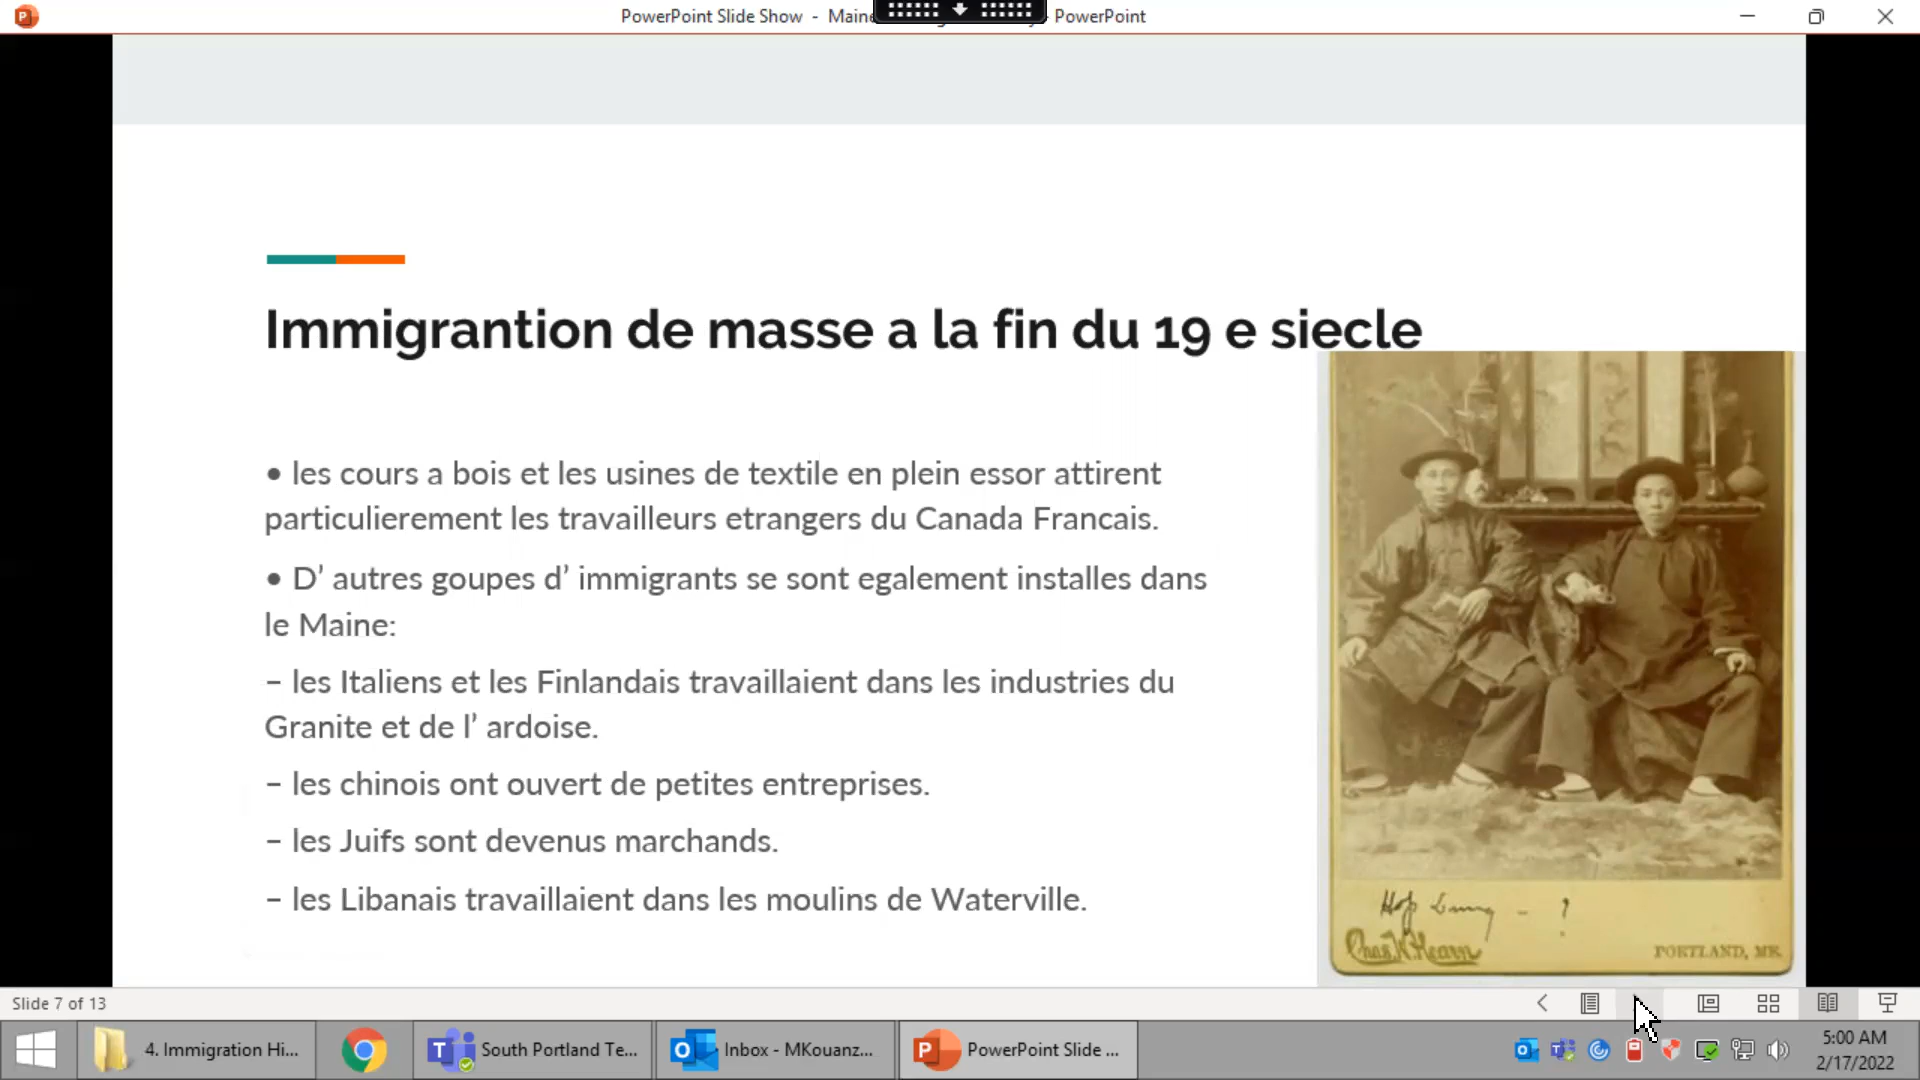 PowerPoint Slide Show - Maine PowerPoint
Immigrantion de masse a la fin du 19 e siecle
• les cours a bois et les usines de textile en plein essor attirent
particulierement les travailleurs etrangers du Canada Francais.
• D’ autres goupes d’ immigrants se sont egalement installes dans
le Maine:
– les Italiens et les Finlandais travaillaient dans les industries du
Granite et de l’ ardoise.
– les chinois ont ouvert de petites entreprises.
– les Juifs sont devenus marchands.
– les Libanais travaillaient dans les moulins de Waterville.
Chas. W. Hearn
PORTLAND, ME.
Slide 7 of 13
4. Immigration Hi...
South Portland Te...
Inbox - MKouanz...
PowerPoint Slide ...
5:00 AM
2/17/2022